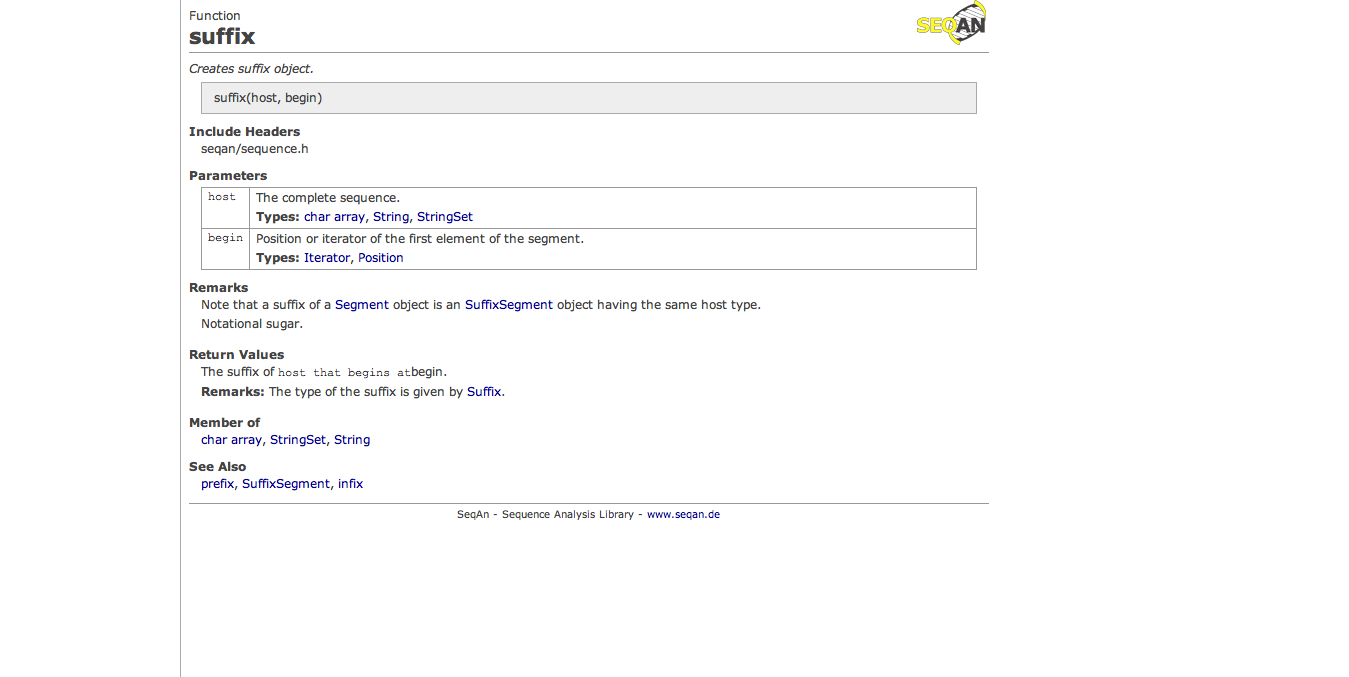 Function
suffix
SEQAN
Creates suffix object.
suffix(host, begin)
Include Headers
seqan/sequence.h
Parameters
host The complete sequence.
Types: char array, String, StringSet
begin Position or iterator of the first element of the segment.
Types: Iterator, Position
Remarks
Note that a suffix of a Segment object is an SuffixSegment object having the same host type.
Notational sugar.
Return Values
The suffix of host that begins atbegin.
Remarks: The type of the suffix is given by Suffix.
Member of
char array, StringSet, String
See Also
prefix, SuffixSegment, infix
SeqAn - Sequence Analysis Library - www.seqan.de